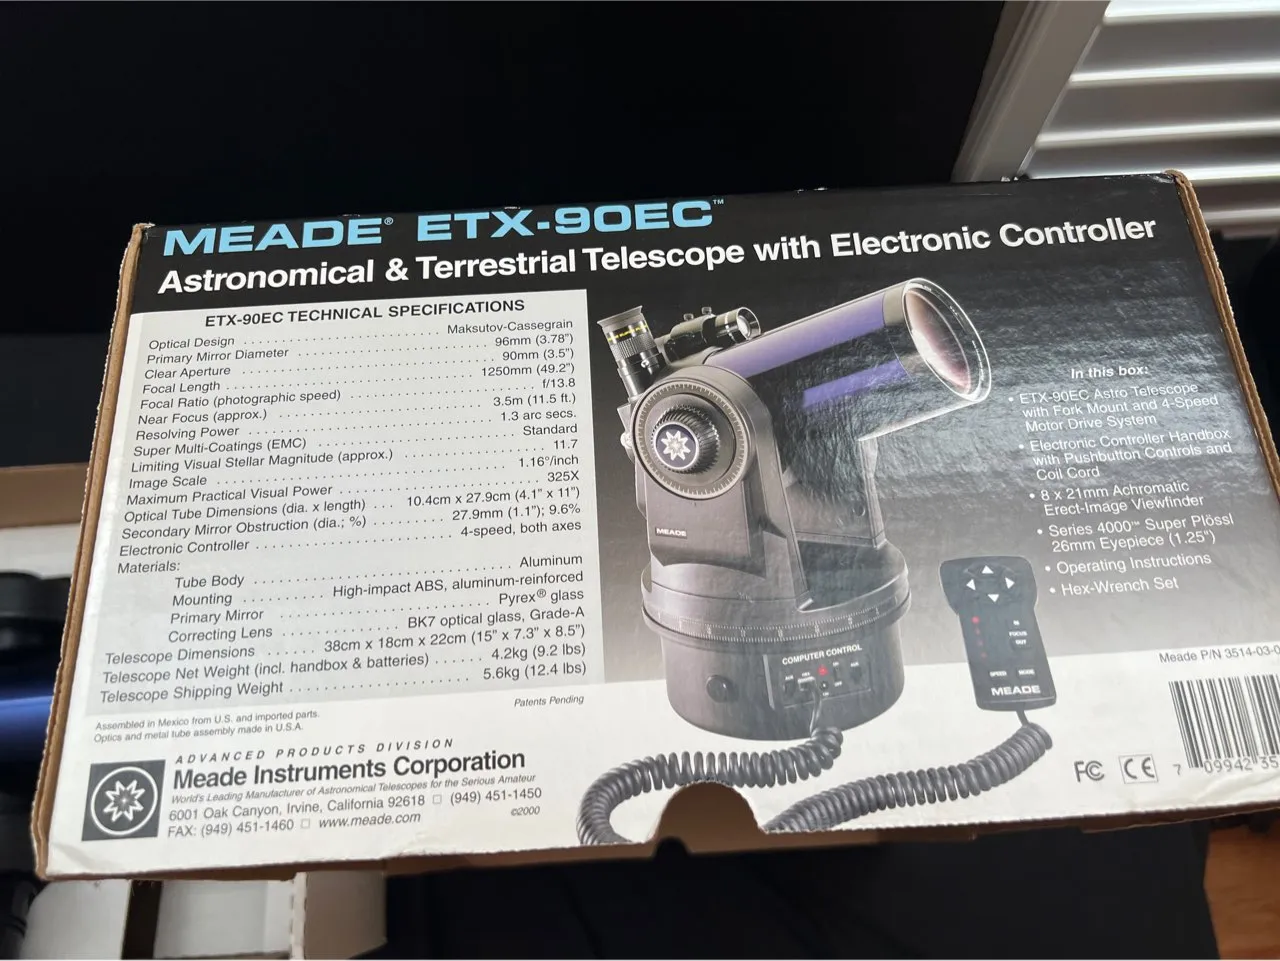 MEADE® ETX-90EC™
Astronomical & Terrestrial Telescope with Electronic Controller
ETX-90EC TECHNICAL SPECIFICATIONS
Optical Design . . . . . . . . . . . . . . . . . . . . . . . . . Maksutov-Cassegrain
Primary Mirror Diameter . . . . . . . . . . . . . . . . . . 96mm (3.78")
Clear Aperture . . . . . . . . . . . . . . . . . . . . . . . . . . . 90mm (3.5")
Focal Length . . . . . . . . . . . . . . . . . . . . . . . . . . 1250mm (49.2")
Focal Ratio (photographic speed) . . . . . . . . . . . . . . . . . f/13.8
Near Focus (approx.) . . . . . . . . . . . . . . . . . . . . 3.5m (11.5 ft.)
Resolving Power . . . . . . . . . . . . . . . . . . . . . . . . 1.3 arc secs.
Super Multi-Coatings (EMC) . . . . . . . . . . . . . . . . . . Standard
Limiting Visual Stellar Magnitude (approx.) . . . . . . . . . . . 11.7
Image Scale . . . . . . . . . . . . . . . . . . . . . . . . . . . . . 1.16°/inch
Maximum Practical Visual Power . . . . . . . . . . . . . . . . . 325X
Optical Tube Dimensions (dia. x length) . . . 10.4cm x 27.9cm (4.1" x 11")
Secondary Mirror Obstruction (dia.; %) . . . . . . . . . 27.9mm (1.1"); 9.6%
Electronic Controller . . . . . . . . . . . . . . . . . . . . 4-speed, both axes
Materials:
Tube Body . . . . . . . . . . . . . . . . . . . . . . . . . . . Aluminum
Mounting . . . . . . . . . High-impact ABS, aluminum-reinforced
Primary Mirror . . . . . . . . . . . . . . . . . . . . . . . Pyrex® glass
Correcting Lens . . . . . . . . . . . . BK7 optical glass, Grade-A
Telescope Dimensions . . . . . . 38cm x 18cm x 22cm (15" x 7.3" x 8.5")
Telescope Net Weight (incl. handbook & batteries) . . . . . . 4.2kg (9.2 lbs)
Telescope Shipping Weight . . . . . . . . . . . . . . . . . . . . . 5.6kg (12.4 lbs)
Patents Pending
Assembled in Mexico from U.S. and imported parts.
Optics and metal tube assembly made in U.S.A.
ADVANCED PRODUCTS DIVISION
Meade Instruments Corporation
World's Leading Manufacturer of Astronomical Telescopes for the Serious Amateur
6001 Oak Canyon, Irvine, California 92618 □ (949) 451-1450
FAX: (949) 451-1460 □ www.meade.com
©2000
In this box:
• ETX-90EC Astro Telescope
with Fork Mount and 4-Speed
Motor Drive System
• Electronic Controller Handbox
with Pushbutton Controls and
Coil Cord
• 8 x 21mm Achromatic
Erect-Image Viewfinder
• Series 4000™ Super Plössl
26mm Eyepiece (1.25")
• Operating Instructions
• Hex-Wrench Set
MEADE
COMPUTER CONTROL
IN
FOCUS
OUT
SPEED MODE
MEADE
Meade P/N 3514-03-0
FC CE
7 09942 35